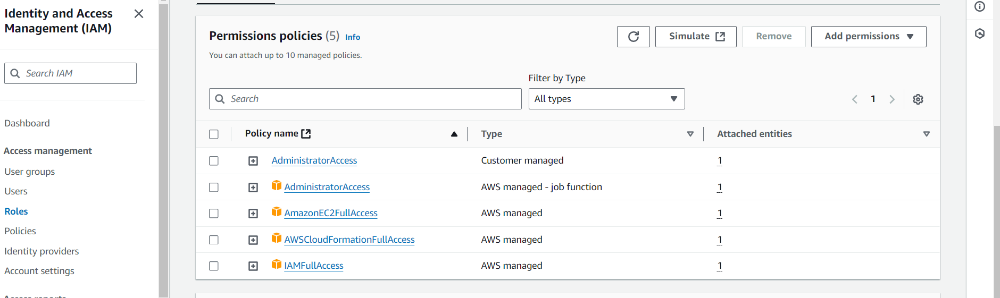 Identity and Access
Management (IAM)
Search IAM
Dashboard
Access management
User groups
Users
Roles
Policies
Identity providers
Account settings
Access reports
Permissions policies (5) Info
You can attach up to 10 managed policies.
Simulate
Remove
Add permissions
Filter by Type
Search
All types
1
Policy name Type Attached entities
AdministratorAccess Customer managed 1
AdministratorAccess AWS managed - job function 1
AmazonEC2FullAccess AWS managed 1
AWSCloudFormationFullAccess AWS managed 1
IAMFullAccess AWS managed 1